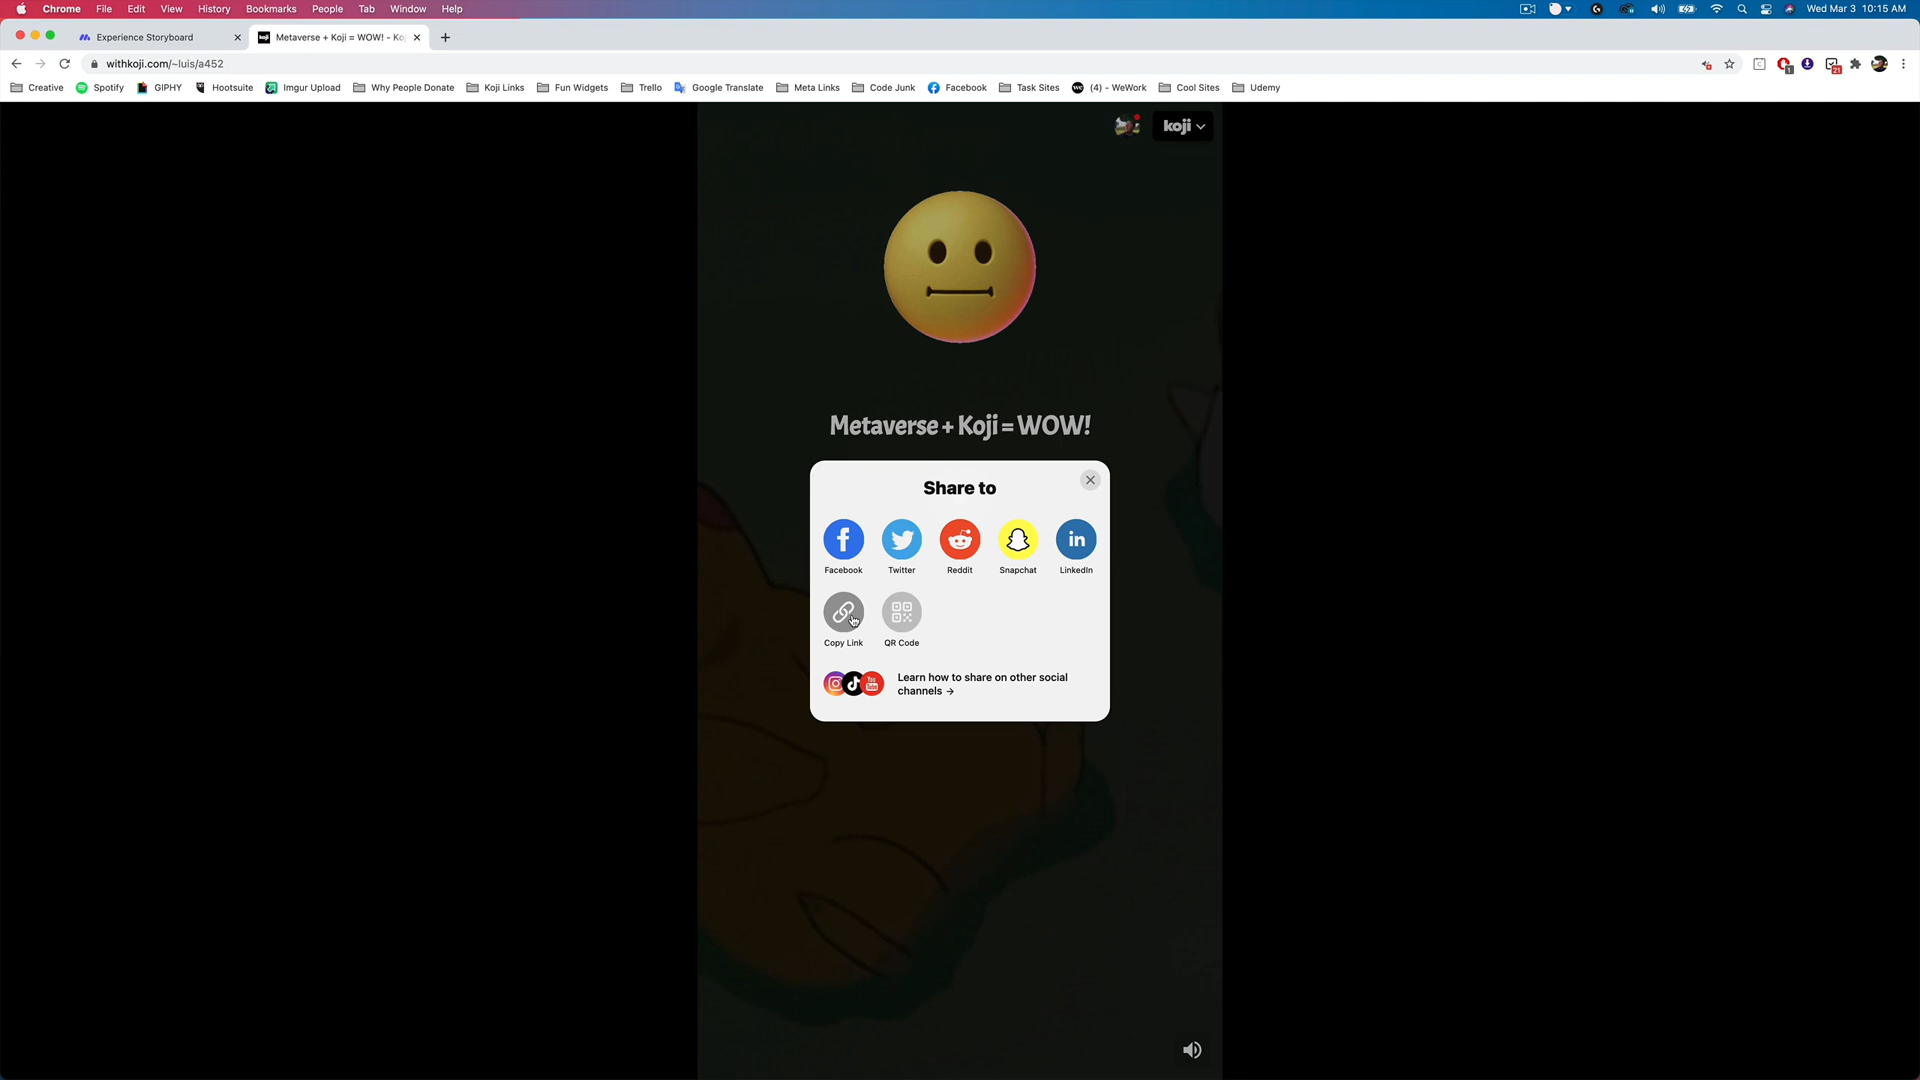 Chrome File Edit View History Bookmarks People Tab Window Help Wed Mar 3 10:15 AM
Experience Storyboard Metaverse + Koji = WOW! - Ko
withkoji.com/~luis/a452
Creative Spotify GIPHY Hootsuite Imgur Upload Why People Donate Koji Links Fun Widgets Trello Google Translate Meta Links Code Junk Facebook Task Sites (4) - WeWork Cool Sites Udemy
koji
Metaverse + Koji = WOW!
Share to
Facebook Twitter Reddit Snapchat LinkedIn
Copy Link QR Code
Learn how to share on other social
channels →